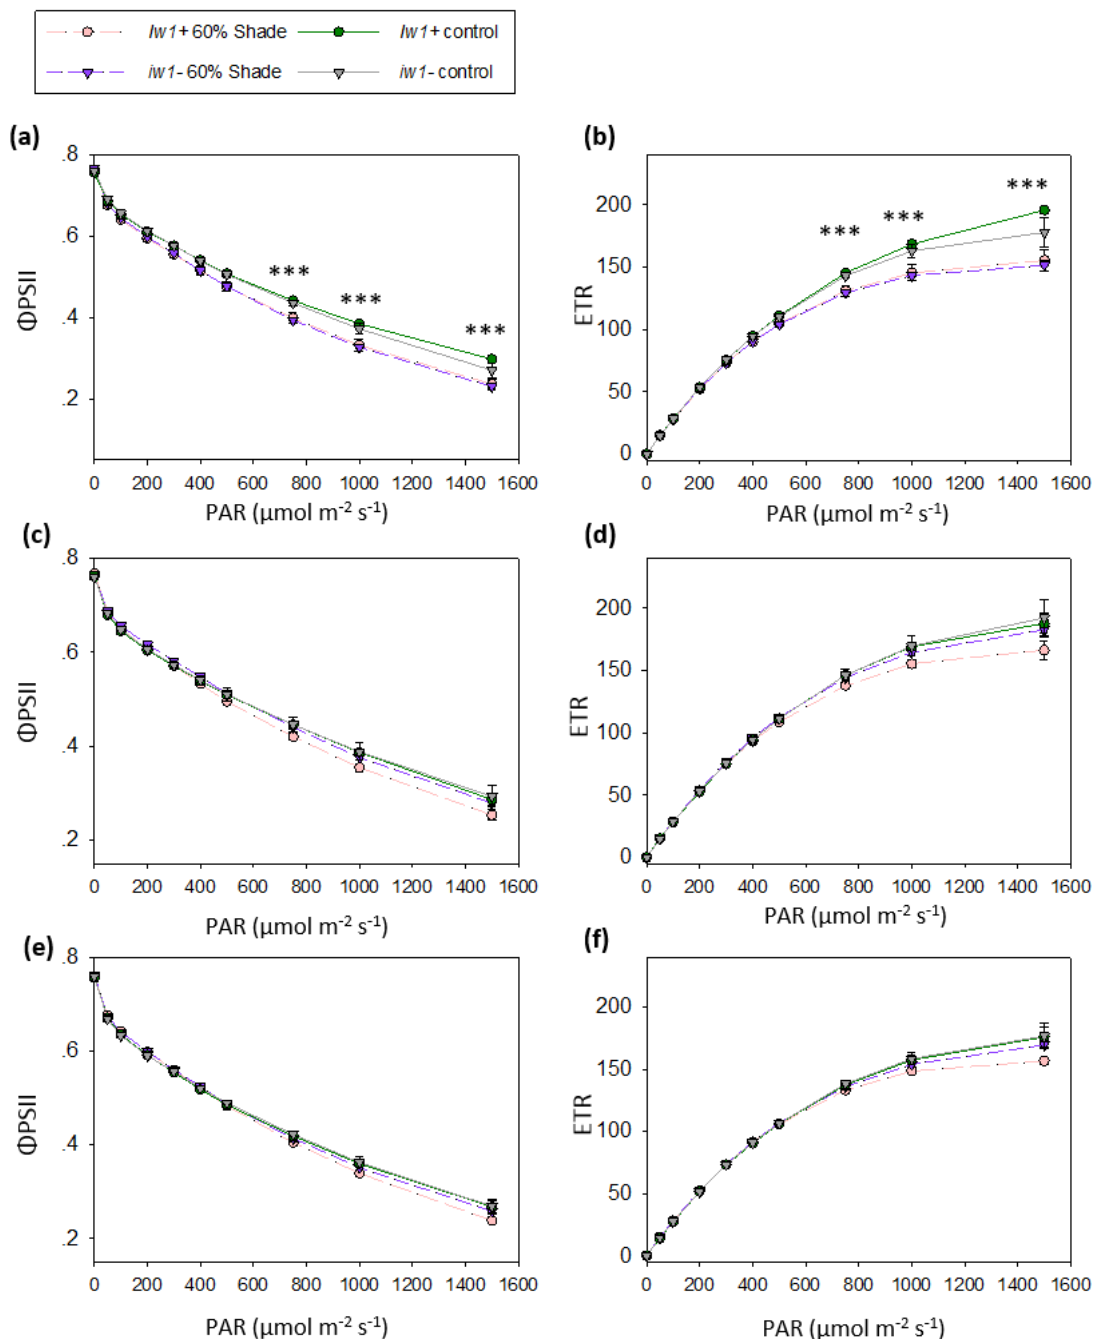 Iw1+ 60% Shade Iw1+ control
iw1- 60% Shade iw1- control
(a) (b)
.8
.6
.4
.2
ΦPSII
***
***
***
0 200 400 600 800 1000 1200 1400 1600
PAR (µmol m⁻² s⁻¹)
200
150
100
50
0
ETR
***
***
***
0 200 400 600 800 1000 1200 1400 1600
PAR (µmol m⁻² s⁻¹)
(c) (d)
.8
.6
.4
.2
ΦPSII
0 200 400 600 800 1000 1200 1400 1600
PAR (µmol m⁻² s⁻¹)
200
150
100
50
0
ETR
0 200 400 600 800 1000 1200 1400 1600
PAR (µmol m⁻² s⁻¹)
(e) (f)
.8
.6
.4
.2
ΦPSII
0 200 400 600 800 1000 1200 1400 1600
PAR (µmol m⁻² s⁻¹)
200
150
100
50
0
ETR
0 200 400 600 800 1000 1200 1400 1600
PAR (µmol m⁻² s⁻¹)